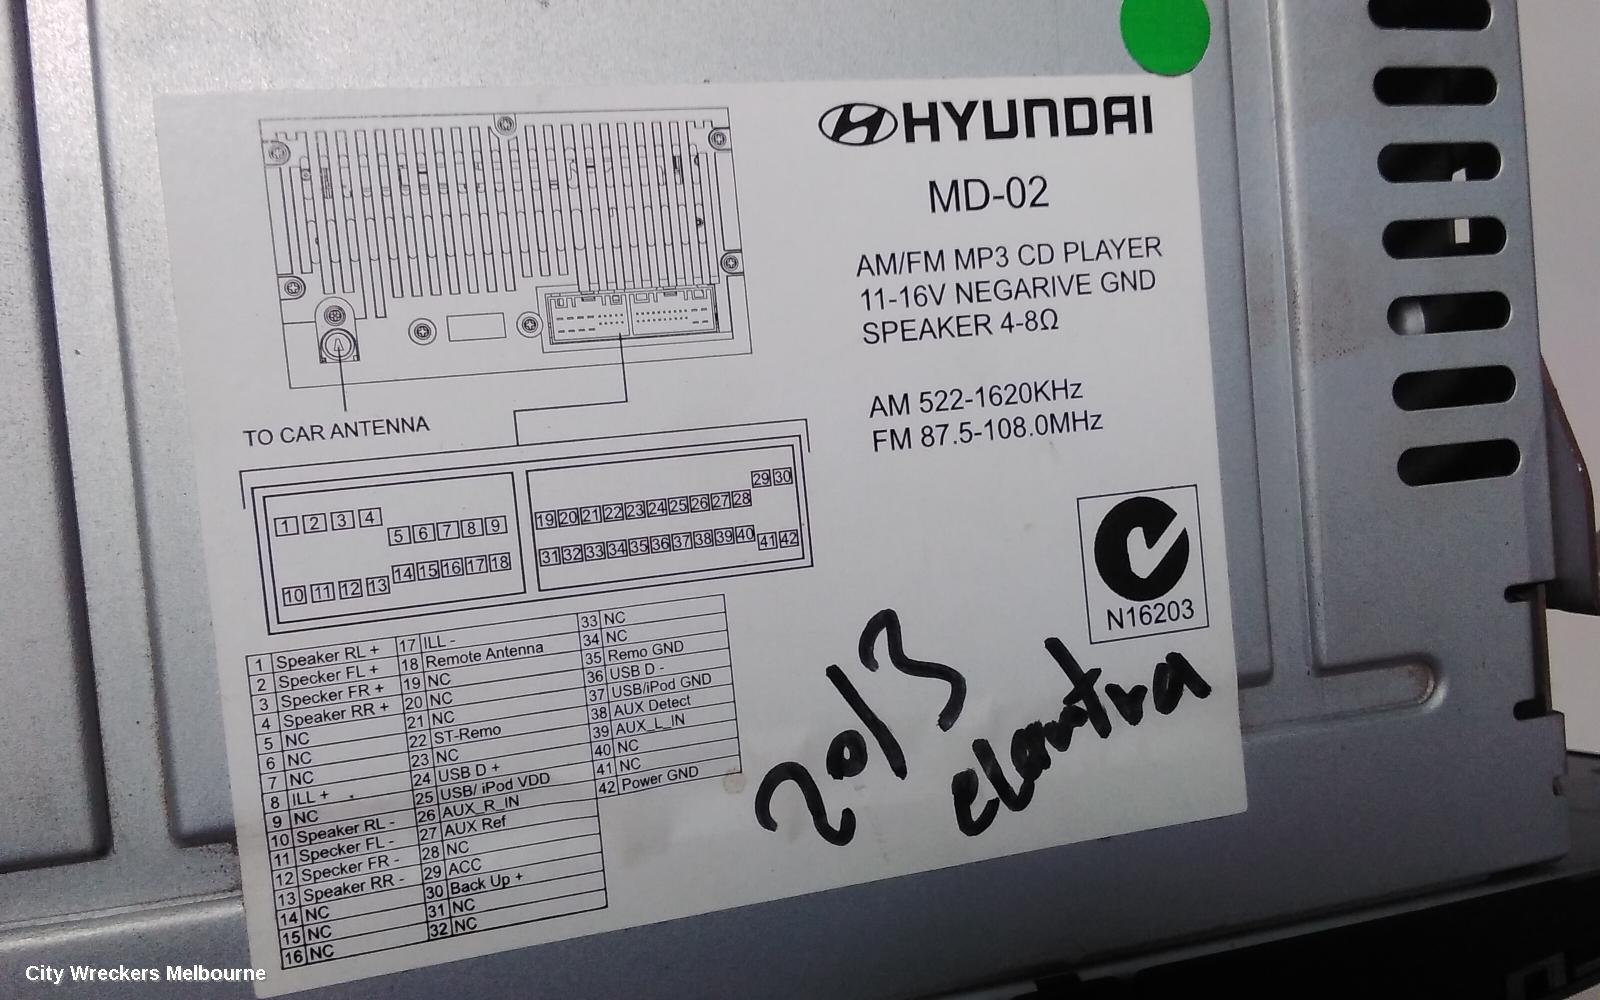 HYUNDAI
MD-02
AM/FM MP3 CD PLAYER
11-16V NEGARIVE GND
SPEAKER 4-8Ω
AM 522-1620KHz
FM 87.5-108.0MHz
TO CAR ANTENNA
1 2 3 4
5 6 7 8 9
10 11 12 13
14 15 16 17 18
29 30
19 20 21 22 23 24 25 26 27 28
31 32 33 34 35 36 37 38 39 40
41 42
1 Speaker RL +
2 Specker FL +
3 Specker FR +
4 Speaker RR +
5 NC
6 NC
7 NC
8 ILL +
9 NC
10 Speaker RL -
11 Specker FL -
12 Specker FR -
13 Speaker RR -
14 NC
15 NC
16 NC
17 ILL -
18 Remote Antenna
19 NC
20 NC
21 NC
22 ST-Remo
23 NC
24 USB D +
25 USB/ iPod VDD
26 AUX_R_IN
27 AUX Ref
28 NC
29 ACC
30 Back Up +
31 NC
32 NC
33 NC
34 NC
35 Remo GND
36 USB D -
37 USB/iPod GND
38 AUX Detect
39 AUX_L_IN
40 NC
41 NC
42 Power GND
N16203
2013
elantra
City Wreckers Melbourne